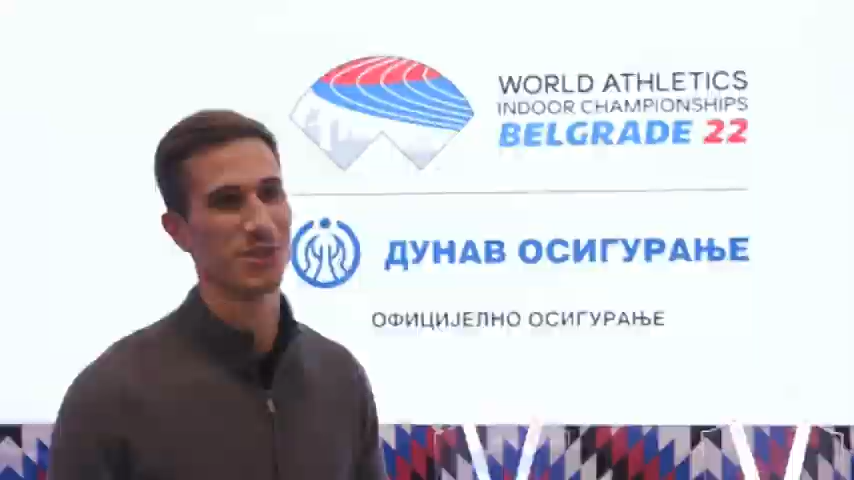 WORLD ATHLETICS
INDOOR CHAMPIONSHIPS
BELGRADE 22
ДУНАВ ОСИГУРАЊЕ
ОФИЦИЈЕЛНО ОСИГУРАЊЕ